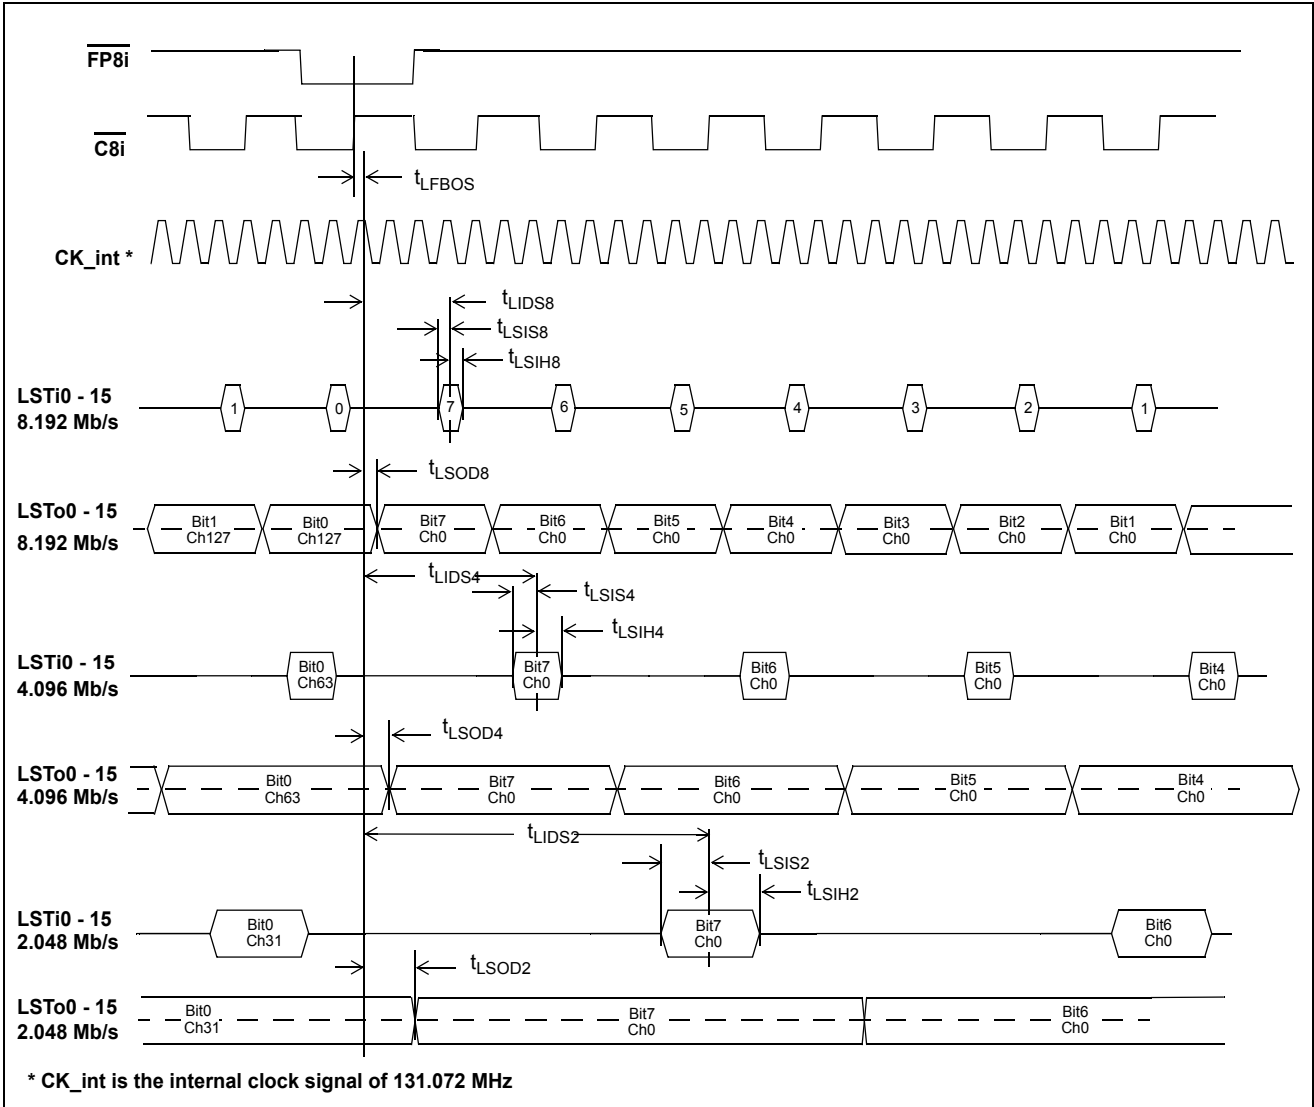 FP8i
C8i
tLFBOS
CK_int *
tLIDS8
tLSIS8
tLSIH8
LSTi0 - 15
8.192 Mb/s
1 0 7 6 5 4 3 2 1
tLSOD8
LSTo0 - 15
8.192 Mb/s
Bit1 Ch127
Bit0 Ch127
Bit7 Ch0
Bit6 Ch0
Bit5 Ch0
Bit4 Ch0
Bit3 Ch0
Bit2 Ch0
Bit1 Ch0
tLIDS4
tLSIS4
tLSIH4
LSTi0 - 15
4.096 Mb/s
Bit0 Ch63
Bit7 Ch0
Bit6 Ch0
Bit5 Ch0
Bit4 Ch0
tLSOD4
LSTo0 - 15
4.096 Mb/s
Bit0 Ch63
Bit7 Ch0
Bit6 Ch0
Bit5 Ch0
Bit4 Ch0
tLIDS2
tLSIS2
tLSIH2
LSTi0 - 15
2.048 Mb/s
Bit0 Ch31
Bit7 Ch0
Bit6 Ch0
tLSOD2
LSTo0 - 15
2.048 Mb/s
Bit0 Ch31
Bit7 Ch0
Bit6 Ch0
* CK_int is the internal clock signal of 131.072 MHz